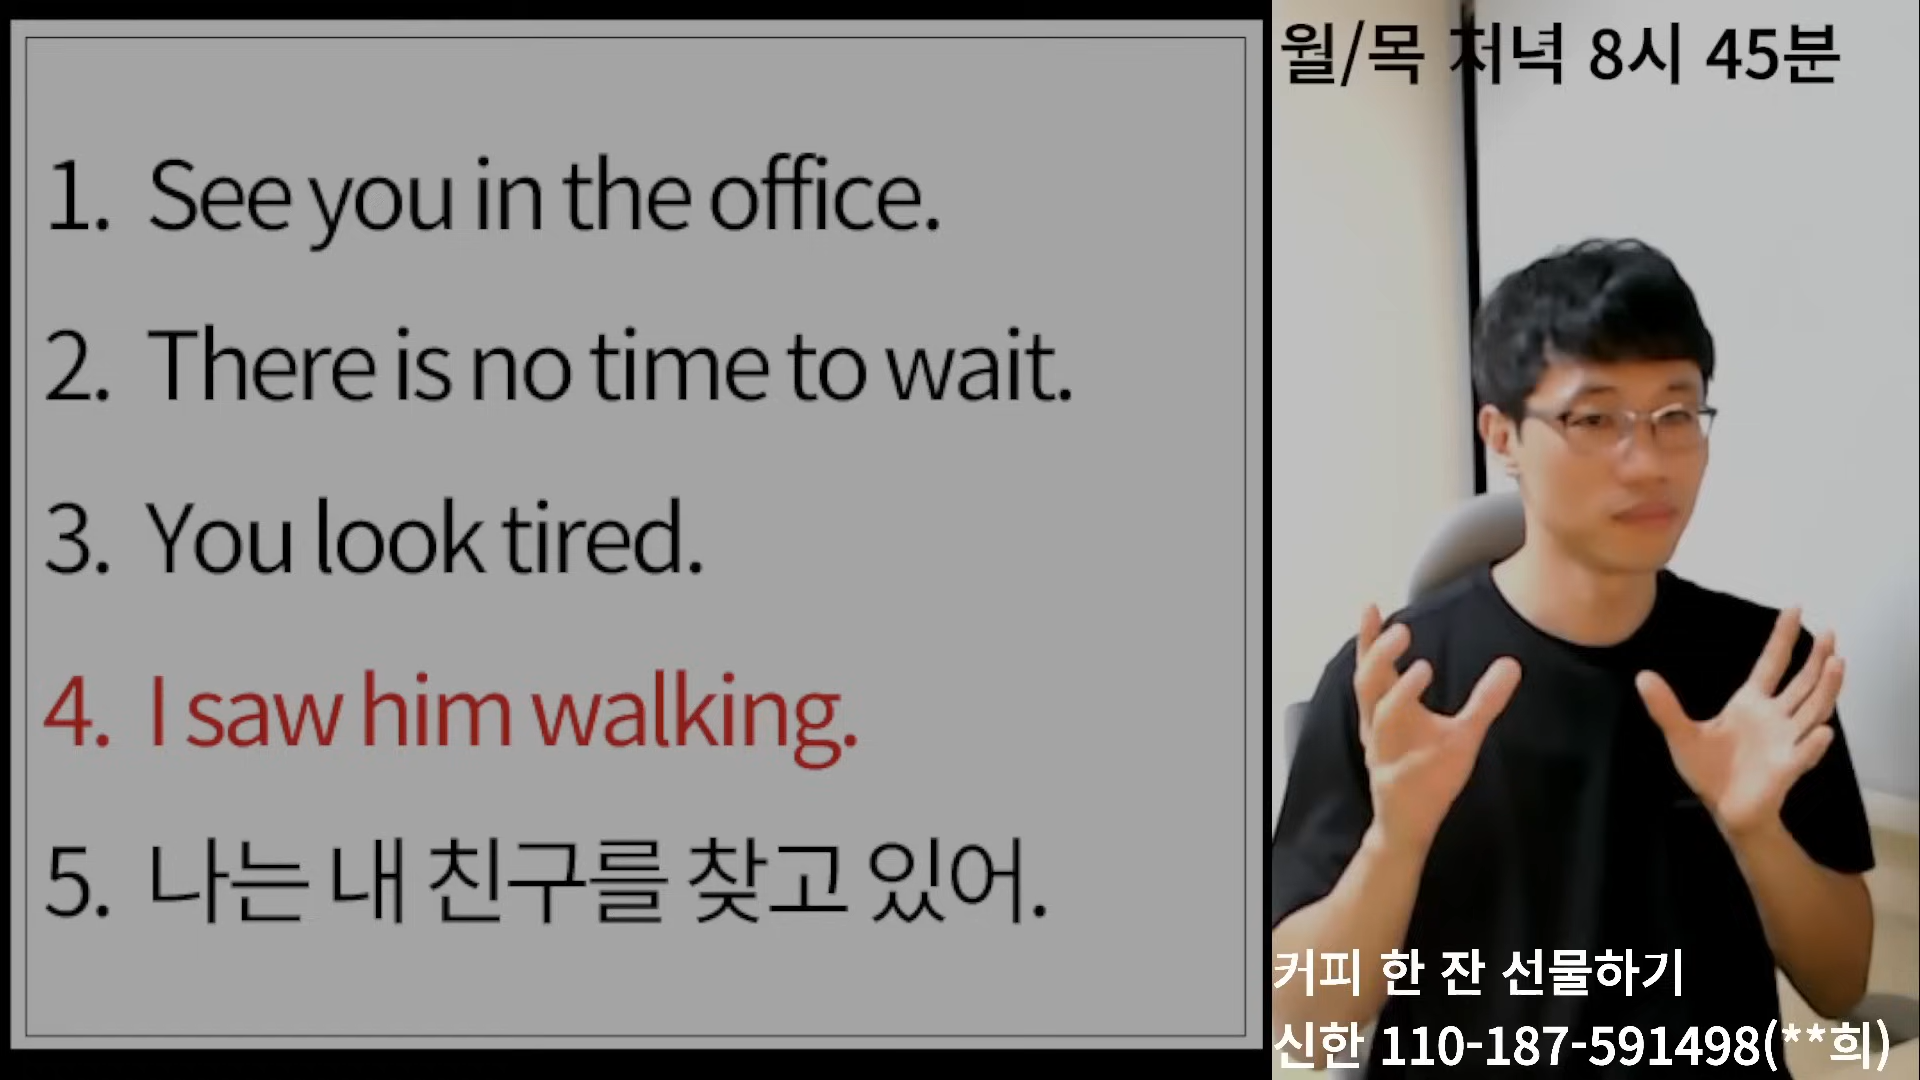 1. See you in the office.
2. There is no time to wait.
3. You look tired.
4. I saw him walking.
5. 나는 내 친구를 찾고 있어.
월/목 저녁 8시 45분
커피 한 잔 선물하기
신한 110-187-591498(**희)